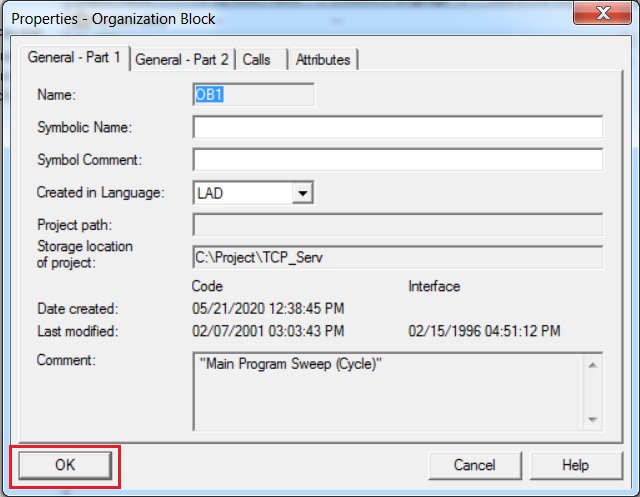 Properties - Organization Block
General - Part 1 General - Part 2 Calls Attributes
Name: OB1
Symbolic Name:
Symbol Comment:
Created in Language: LAD
Project path:
Storage location
of project: C:\Project\TCP_Serv
Code Interface
Date created: 05/21/2020 12:38:45 PM
Last modified: 02/07/2001 03:03:43 PM 02/15/1996 04:51:12 PM
Comment: "Main Program Sweep (Cycle)"
OK Cancel Help